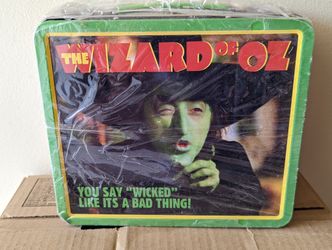 THE WIZARD OF OZ
YOU SAY "WICKED"
LIKE ITS A BAD THING!